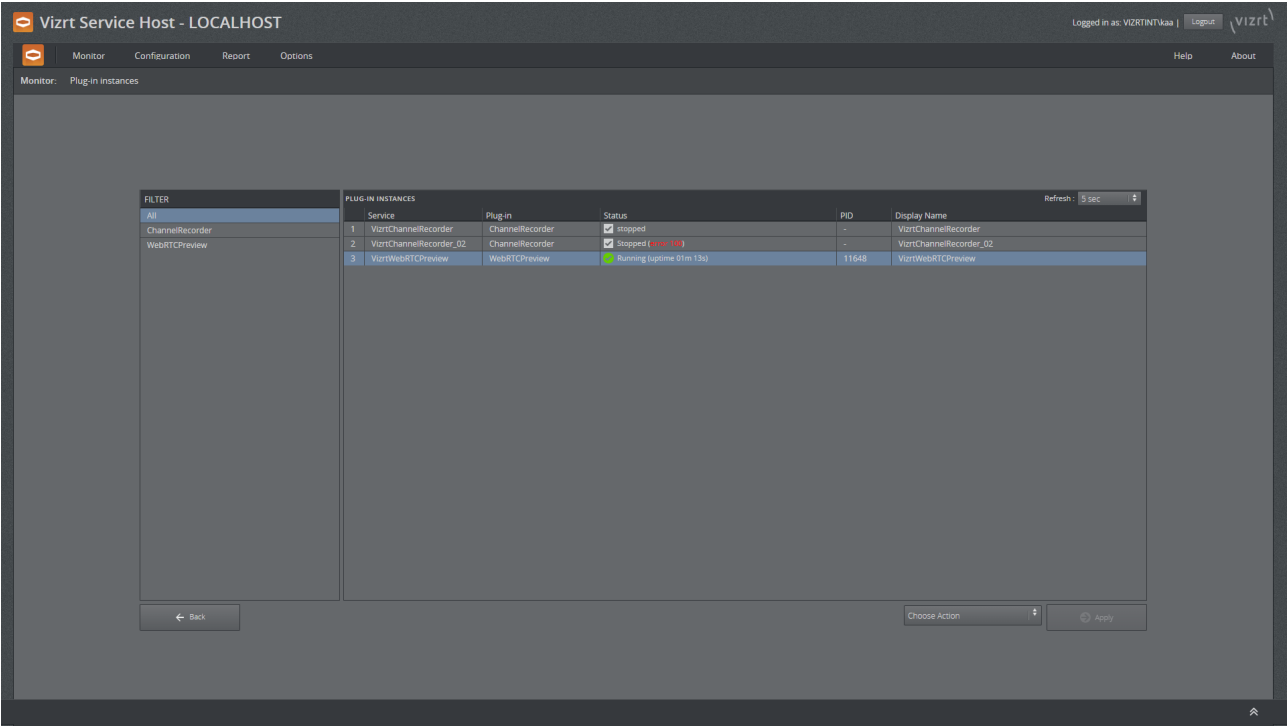 Vizrt Service Host - LOCALHOST
Logged in as: VIZRTINT\kaa | Logout vizrt
Monitor Configuration Report Options Help About
Monitor: Plug-in instances
FILTER
All
ChannelRecorder
WebRTCPreview
PLUG-IN INSTANCES Refresh : 5 sec
Service Plug-in Status PID Display Name
1 VizrtChannelRecorder ChannelRecorder stopped - VizrtChannelRecorder
2 VizrtChannelRecorder_02 ChannelRecorder Stopped ( ) - VizrtChannelRecorder_02
3 VizrtWebRTCPreview WebRTCPreview Running (uptime 01m 13s) 11648 VizrtWebRTCPreview
Back
Choose Action Apply